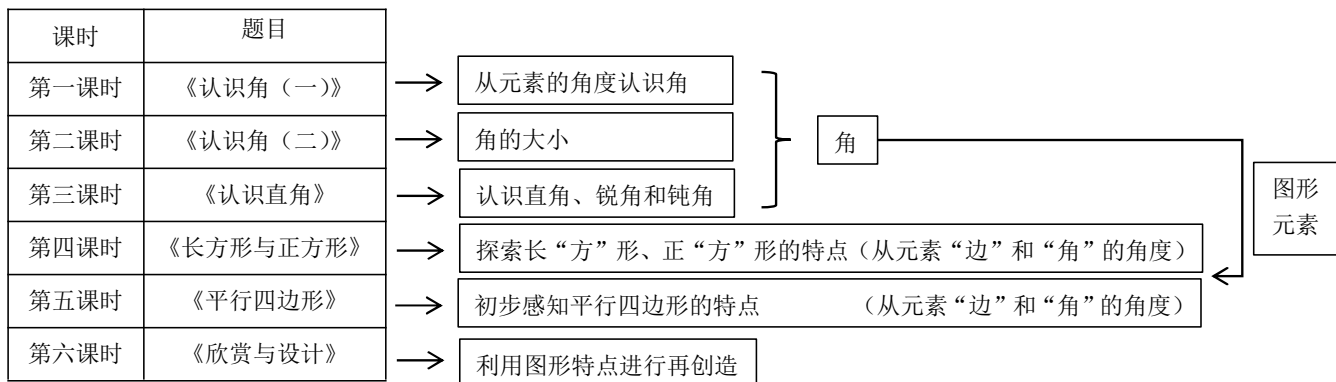 课时 题目
第一课时 《认识角（一）》 从元素的角度认识角
第二课时 《认识角（二）》 角的大小 角
第三课时 《认识直角》 认识直角、锐角和钝角
第四课时 《长方形与正方形》 探索长“方”形、正“方”形的特点（从元素“边”和“角”的角度）
第五课时 《平行四边形》 初步感知平行四边形的特点 （从元素“边”和“角”的角度）
第六课时 《欣赏与设计》 利用图形特点进行再创造
图形
元素